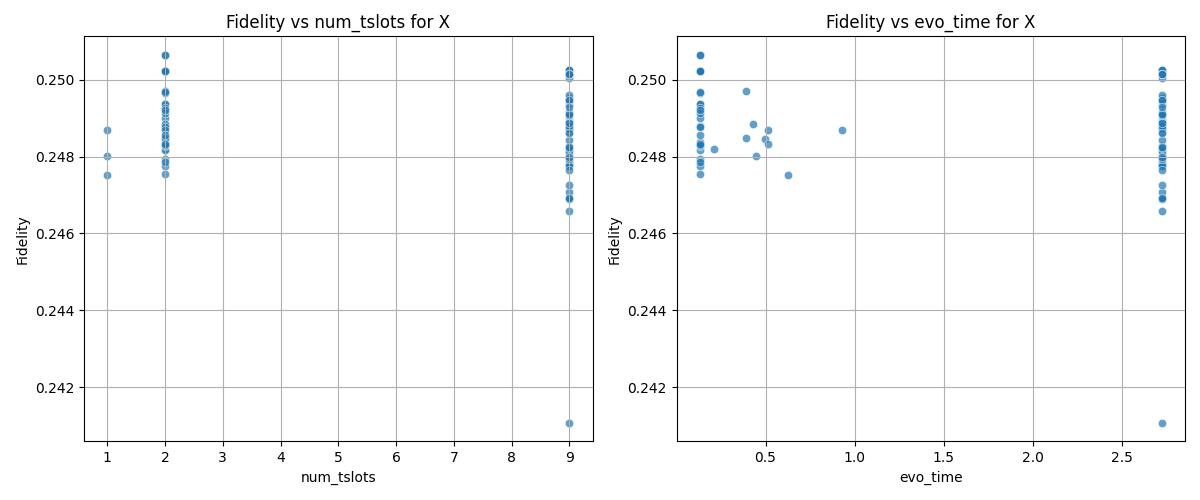 Fidelity vs num_tslots for X
Fidelity
0.250
0.248
0.246
0.244
0.242
1 2 3 4 5 6 7 8 9
num_tslots
Fidelity vs evo_time for X
Fidelity
0.250
0.248
0.246
0.244
0.242
0.5 1.0 1.5 2.0 2.5
evo_time